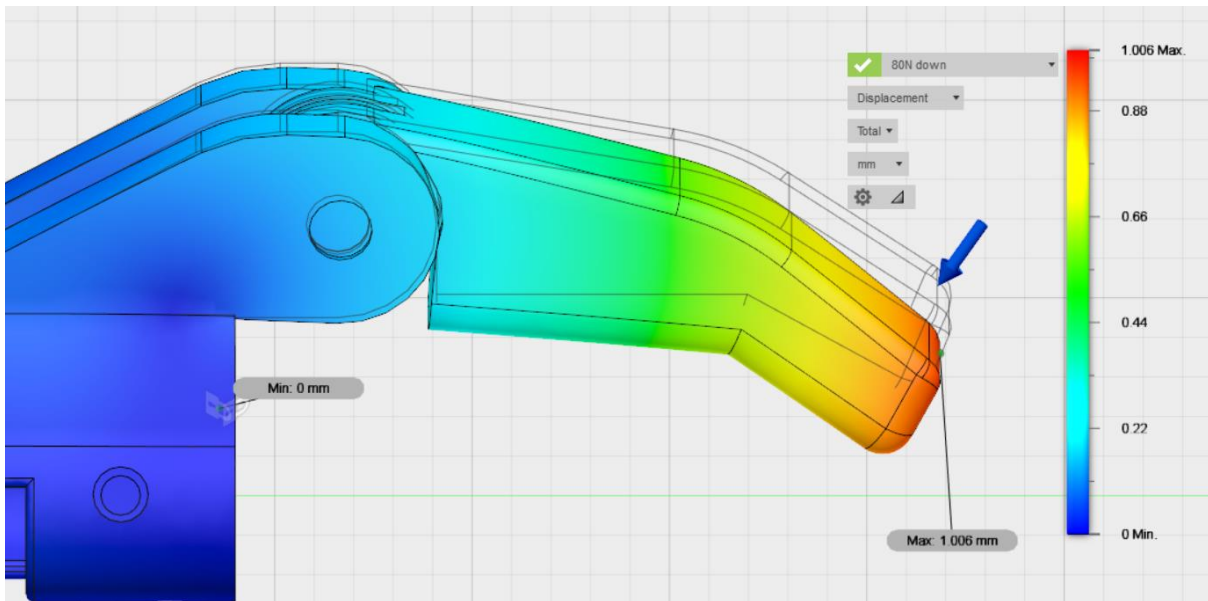 80N down
Displacement
Total
mm
1.006 Max.
0.88
0.66
0.44
0.22
0 Min.
Min: 0 mm
Max: 1.006 mm